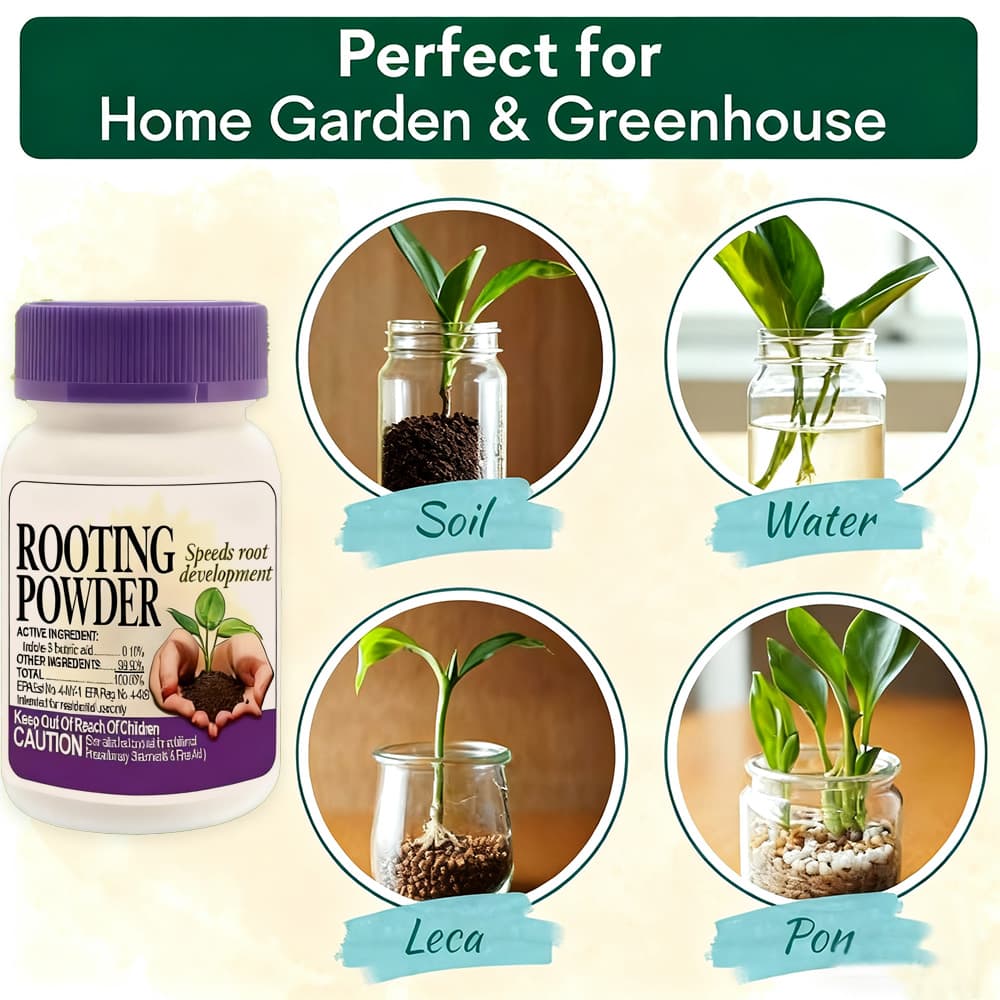 Perfect for
Home Garden & Greenhouse
Soil
Water
ROOTING
POWDER
Speeds root
development
ACTIVE INGREDIENT:
OTHER INGREDIENTS
TOTAL
Keep Out Of Reach Of Children
CAUTION
Leca
Pon